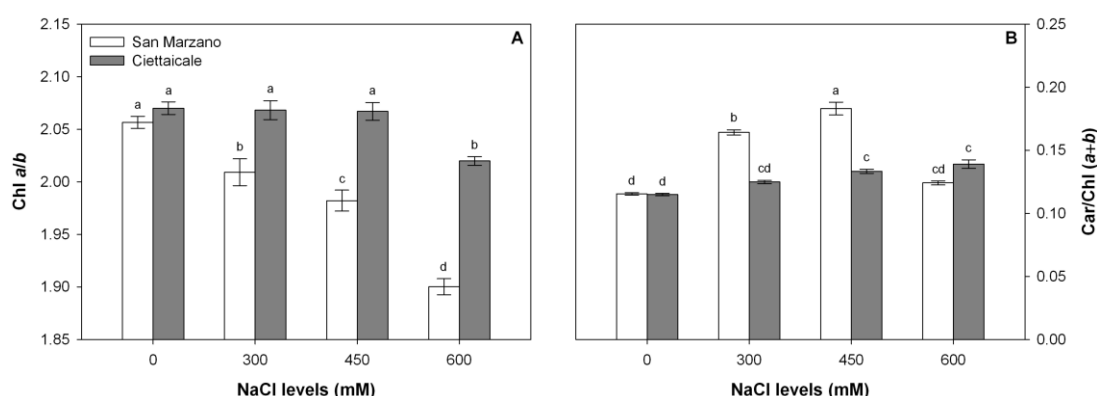 A
San Marzano
Ciettaicale
2.15
2.10
2.05
2.00
1.95
1.90
1.85
Chl a/b
a
a
b
a
c
a
d
b
0
300
450
600
NaCl levels (mM)
B
d
d
b
cd
a
c
cd
c
0.25
0.20
0.15
0.10
0.05
0.00
Car/Chl (a+b)
0
300
450
600
NaCl levels (mM)